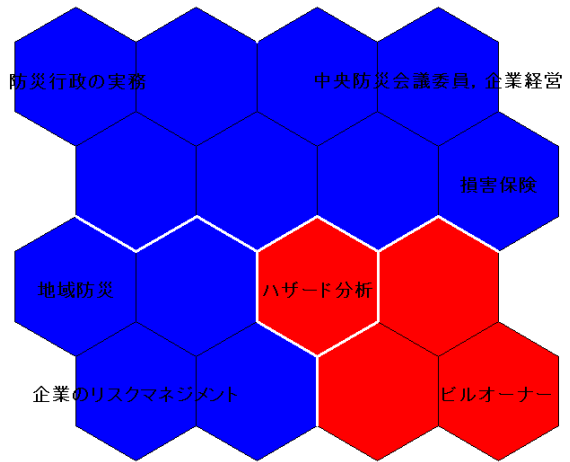 防災行政の実務
中央防災会議委員, 企業経営
損害保険
地域防災
ハザード分析
企業のリスクマネジメント
ビルオーナー